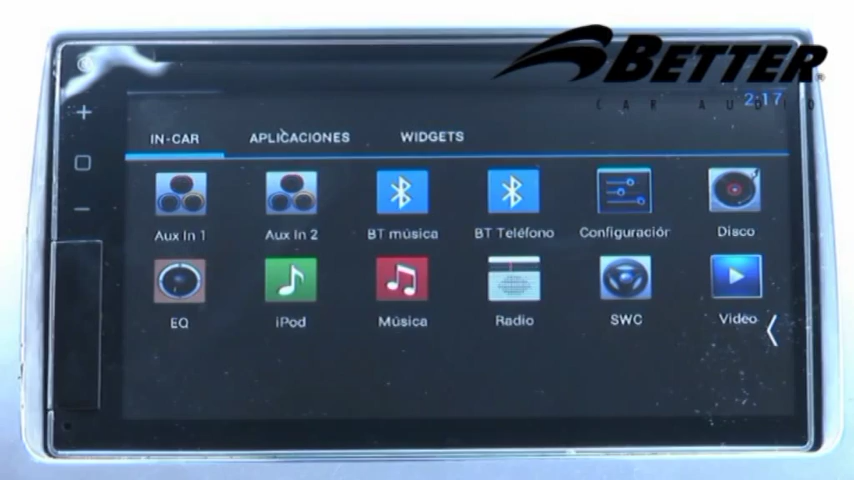 BETTER®
CAR AUDIO
2:17
IN-CAR APLICACIONES WIDGETS
Aux In 1 Aux In 2 BT música BT Teléfono Configuración Disco
EQ iPod Música Radio SWC Video